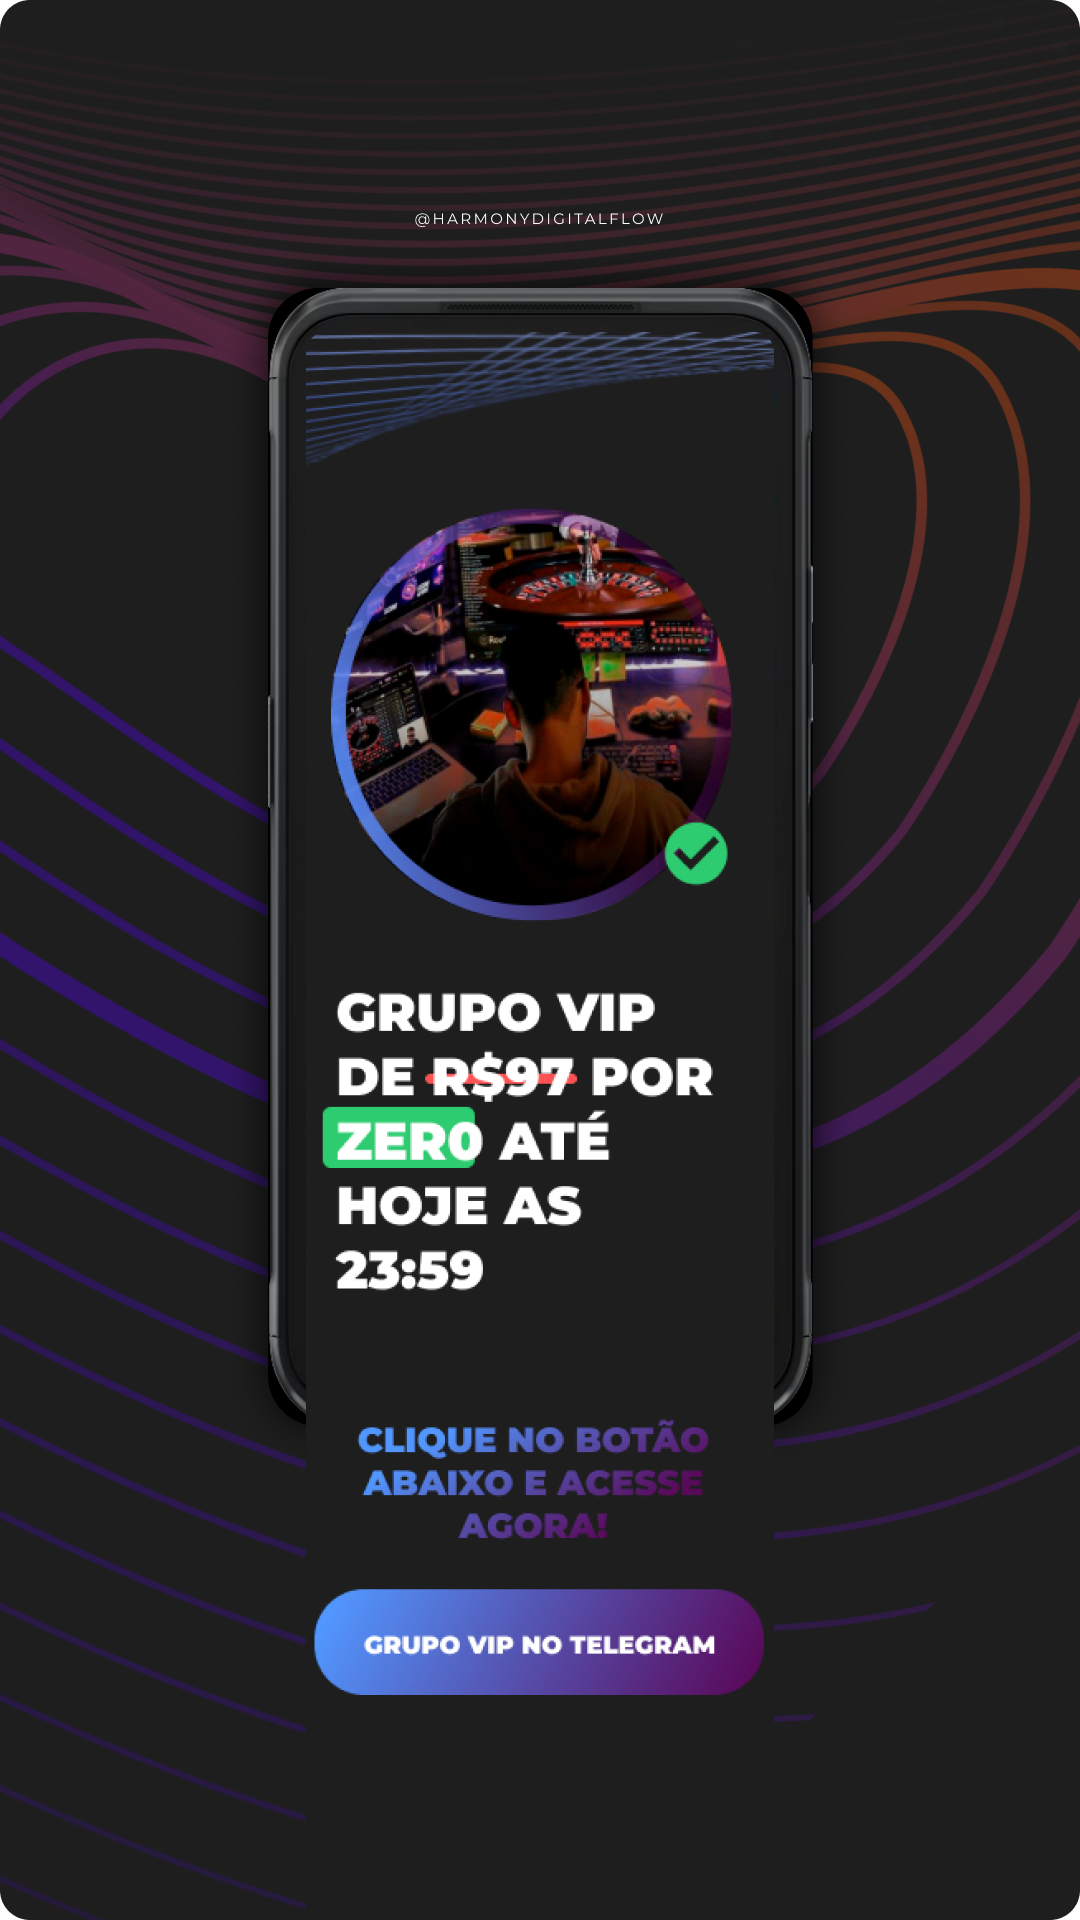 @HARMONYDIGITALFLOW
GRUPO VIP
DE R$97 POR
ZER0 ATÉ
HOJE AS
23:59
CLIQUE NO BOTÃO
ABAIXO E ACESSE
AGORA!
GRUPO VIP NO TELEGRAM